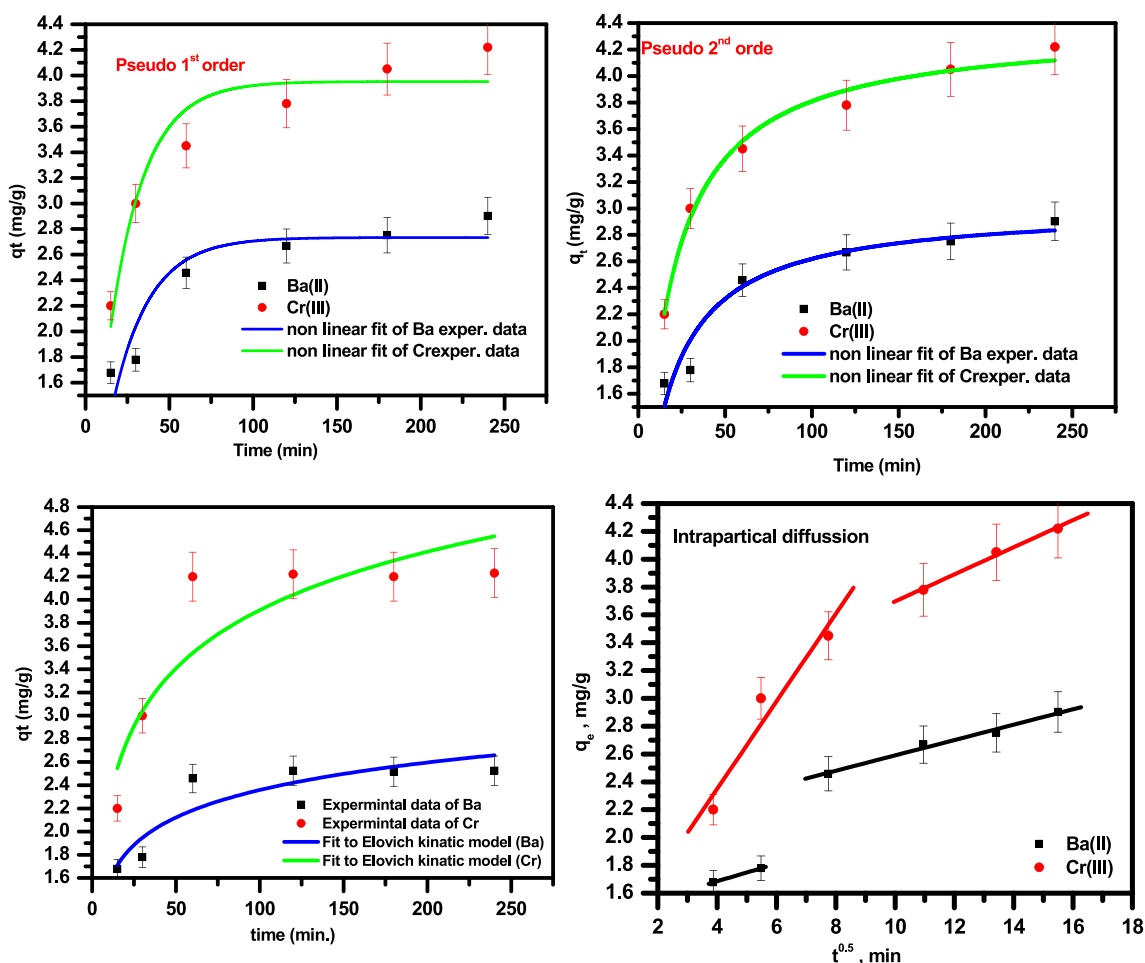 Pseudo 1st order
qt (mg/g)
4.4
4.2
4.0
3.8
3.6
3.4
3.2
3.0
2.8
2.6
2.4
2.2
2.0
1.8
1.6
Ba(II)
Cr(III)
non linear fit of Ba exper. data
non linear fit of Crexper. data
0 50 100 150 200 250
Time (min)
Pseudo 2nd orde
qt (mg/g)
4.4
4.2
4.0
3.8
3.6
3.4
3.2
3.0
2.8
2.6
2.4
2.2
2.0
1.8
1.6
1.4
Ba(II)
Cr(III)
non linear fit of Ba exper. data
non linear fit of Crexper. data
0 50 100 150 200 250
Time (min)
qt (mg/g)
4.8
4.6
4.4
4.2
4.0
3.8
3.6
3.4
3.2
3.0
2.8
2.6
2.4
2.2
2.0
1.8
1.6
Expermintal data of Ba
Expermintal data of Cr
Fit to Elovich kinatic model (Ba)
Fit to Elovich kinatic model (Cr)
0 50 100 150 200 250
time (min.)
Intrapartical diffussion
qe , mg/g
4.4
4.2
4.0
3.8
3.6
3.4
3.2
3.0
2.8
2.6
2.4
2.2
2.0
1.8
1.6
Ba(II)
Cr(III)
2 4 6 8 10 12 14 16 18
t0.5 , min